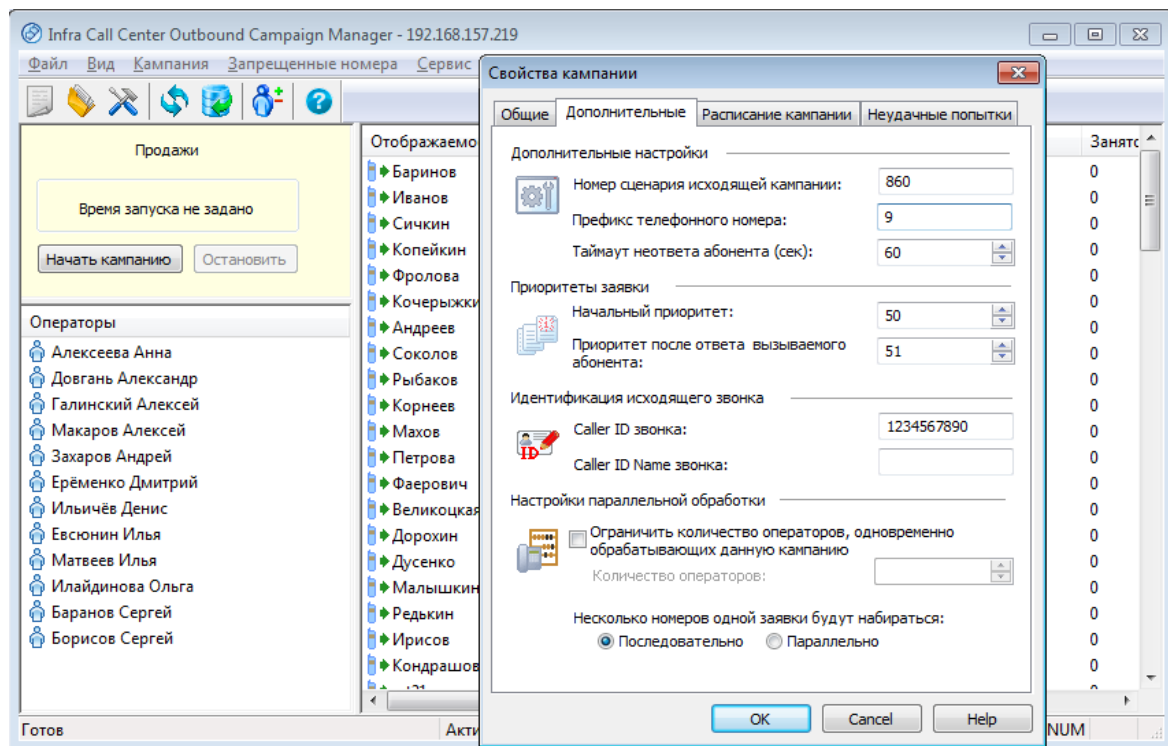 Infra Call Center Outbound Campaign Manager - 192.168.157.219
Файл Вид Кампания Запрещенные номера Сервис
Продажи
Время запуска не задано
Начать кампанию Остановить
Операторы
Алексеева Анна
Довгань Александр
Галинский Алексей
Макаров Алексей
Захаров Андрей
Ерёменко Дмитрий
Ильичёв Денис
Евсюнин Илья
Матвеев Илья
Илайдинова Ольга
Баранов Сергей
Борисов Сергей
Отображаемо Занятс
Баринов 0
Иванов 0
Сичкин 0
Копейкин 0
Фролова 0
Кочерыжки 0
Андреев 0
Соколов 0
Рыбаков 0
Корнеев 0
Махов 0
Петрова 0
Фаерович 0
Великоцкая 0
Дорохин 0
Дусенко 0
Малышкин 0
Редькин 0
Ирисов 0
Кондрашов 0
Свойства кампании
Общие Дополнительные Расписание кампании Неудачные попытки
Дополнительные настройки
Номер сценария исходящей кампании: 860
Префикс телефонного номера: 9
Таймаут неответа абонента (сек): 60
Приоритеты заявки
Начальный приоритет: 50
Приоритет после ответа вызываемого
абонента: 51
Идентификация исходящего звонка
Caller ID звонка: 1234567890
ID
Caller ID Name звонка:
Настройки параллельной обработки
Ограничить количество операторов, одновременно
обрабатывающих данную кампанию
Количество операторов:
Несколько номеров одной заявки будут набираться:
Последовательно Параллельно
OK Cancel Help
Готов Акти NUM